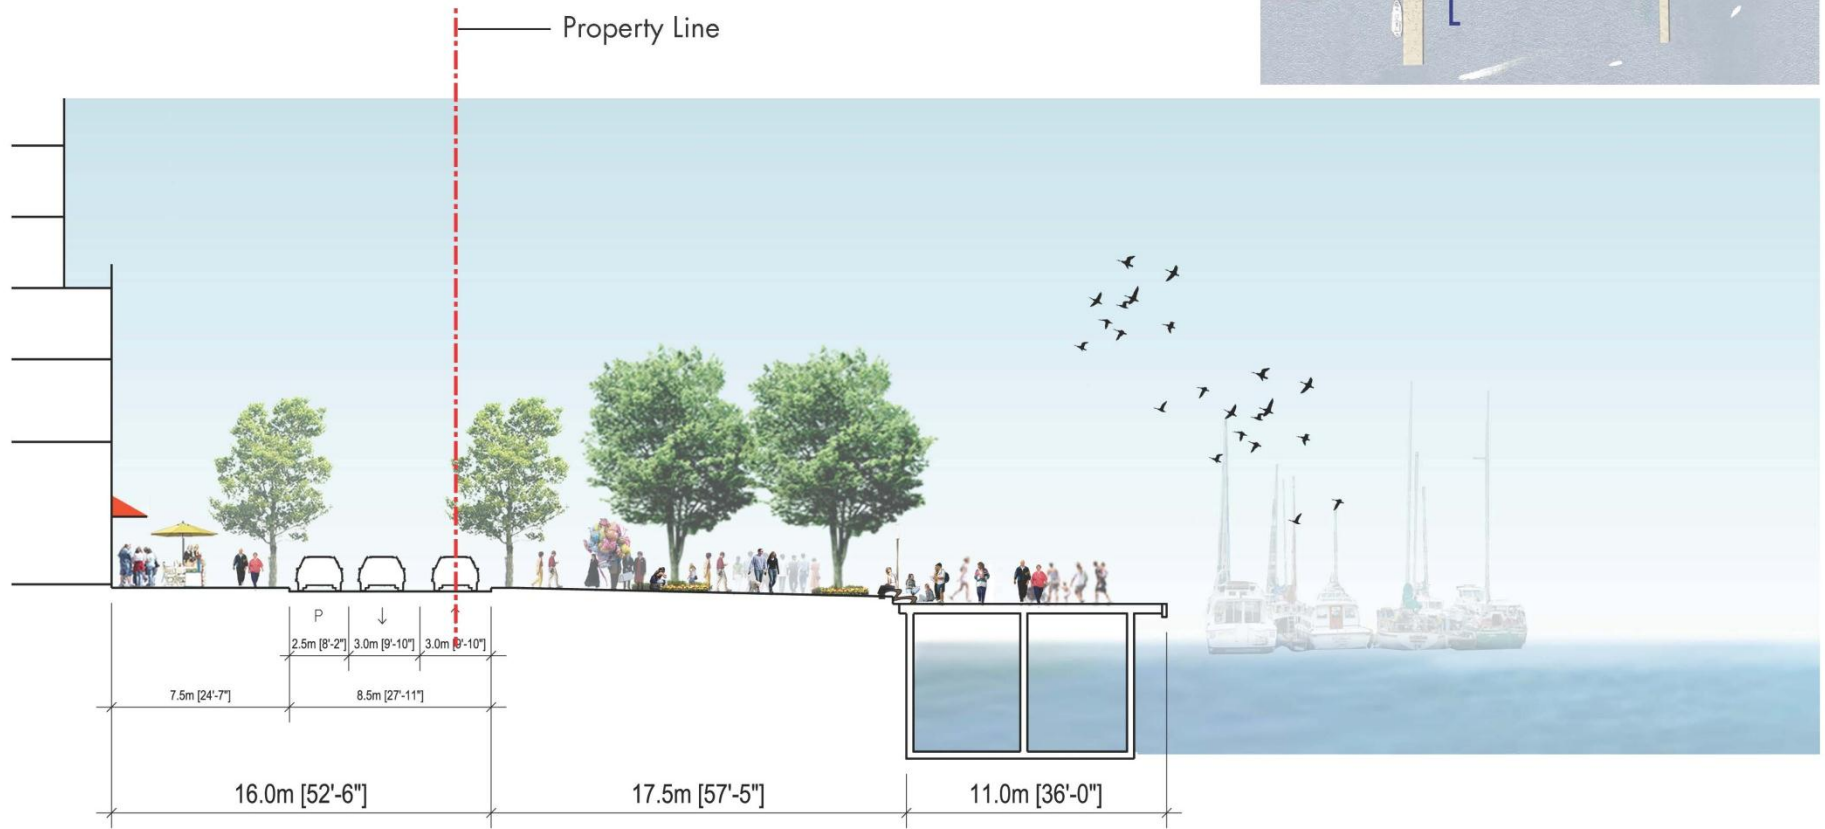 Property Line
P
2.5m [8'-2"] 3.0m [9'-10"] 3.0m [9'-10"]
7.5m [24'-7"] 8.5m [27'-11"]
16.0m [52'-6"] 17.5m [57'-5"] 11.0m [36'-0"]